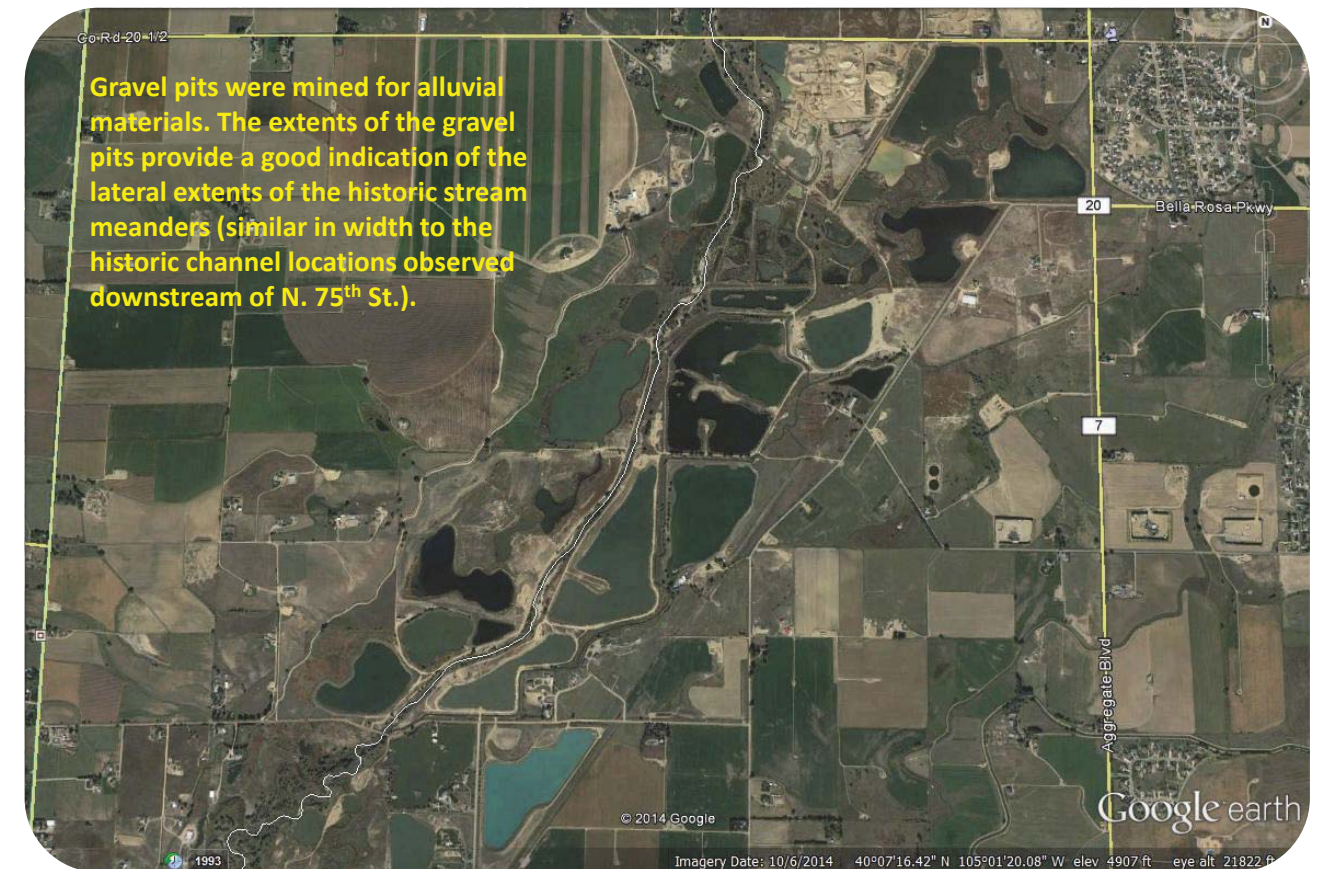 Co Rd 20 1/2
N
Gravel pits were mined for alluvial
materials. The extents of the gravel
pits provide a good indication of the
lateral extents of the historic stream
meanders (similar in width to the
historic channel locations observed
downstream of N. 75th St.).
20
Bella Rosa Pkwy
7
Aggregate Blvd
© 2014 Google
Google earth
1993
Imagery Date: 10/6/2014 40°07'16.42" N 105°01'20.08" W elev 4907 ft eye alt 21822 ft